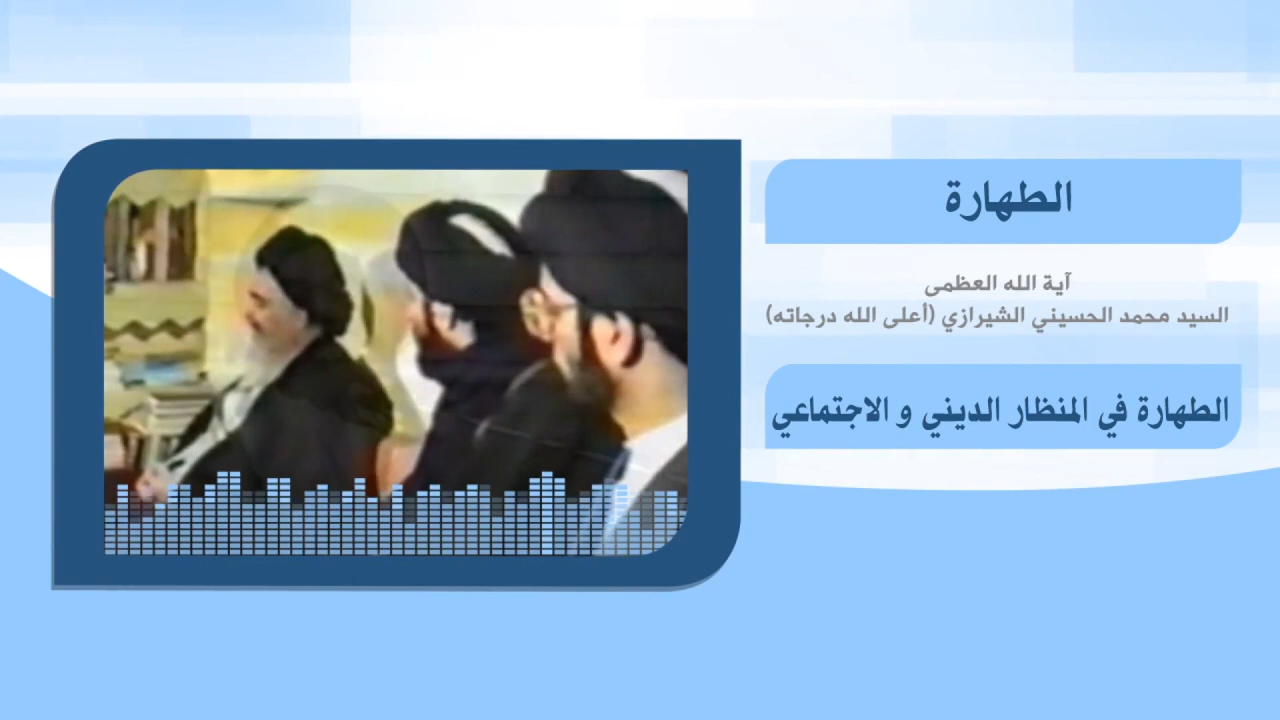 الطهارة
آية الله العظمى
السيد محمد الحسيني الشيرازي (أعلى الله درجاته)
الطهارة في المنظار الديني و الاجتماعي